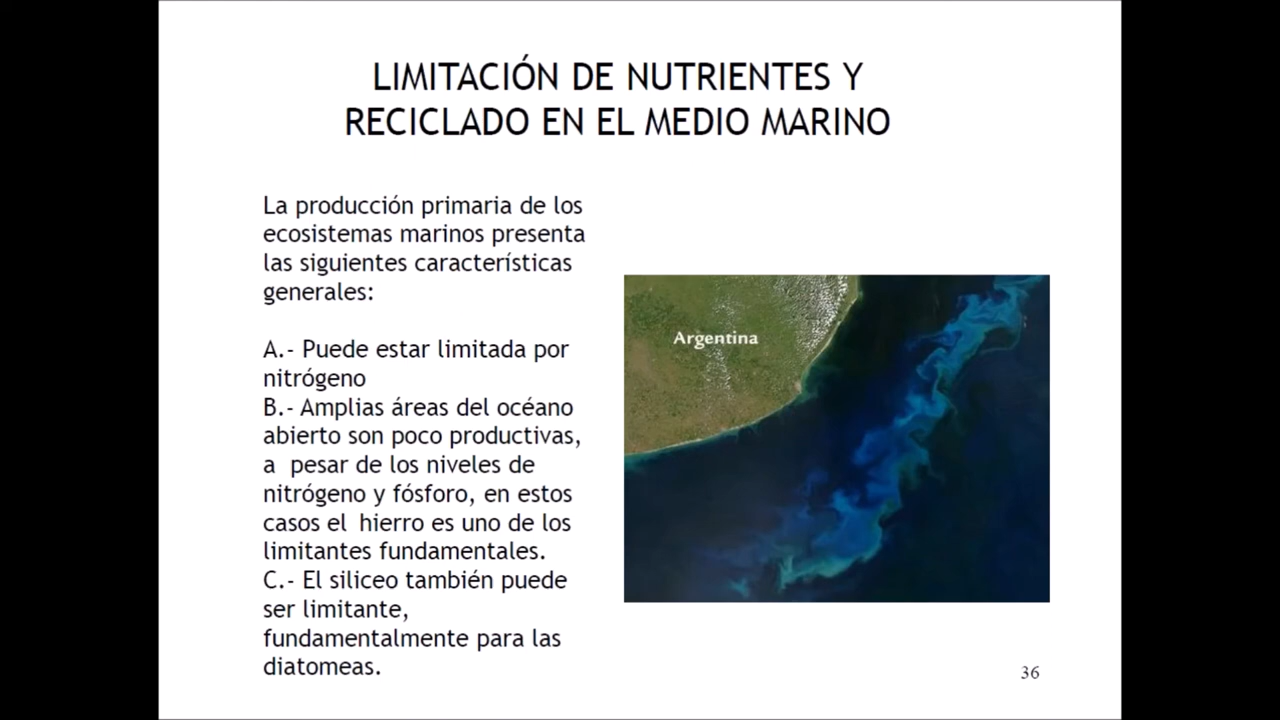 LIMITACIÓN DE NUTRIENTES Y
RECICLADO EN EL MEDIO MARINO
La producción primaria de los
ecosistemas marinos presenta
las siguientes características
generales:
A.- Puede estar limitada por
nitrógeno
B.- Amplias áreas del océano
abierto son poco productivas,
a pesar de los niveles de
nitrógeno y fósforo, en estos
casos el hierro es uno de los
limitantes fundamentales.
C.- El siliceo también puede
ser limitante,
fundamentalmente para las
diatomeas.
Argentina
36